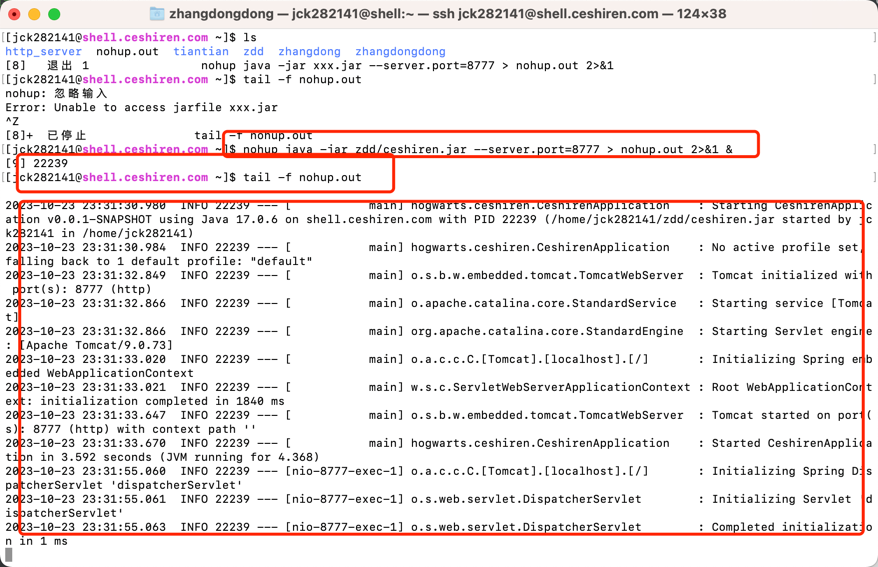 zhangdongdong — jck282141@shell:~ — ssh jck282141@shell.ceshiren.com — 124×38
[[jck282141@shell.ceshiren.com ~]$ ls
http_server  nohup.out  tiantian  zdd  zhangdong  zhangdongdong
[8]   退出 1                nohup java -jar xxx.jar --server.port=8777 > nohup.out 2>&1
[[jck282141@shell.ceshiren.com ~]$ tail -f nohup.out
nohup: 忽略输入
Error: Unable to access jarfile xxx.jar
^Z
[8]+  已停止               tail -f nohup.out
[[jck282141@shell.ceshiren.com ~]$ nohup java -jar zdd/ceshiren.jar --server.port=8777 > nohup.out 2>&1 &
[9] 22239
[[jck282141@shell.ceshiren.com ~]$ tail -f nohup.out
2023-10-23 23:31:30.980  INFO 22239 --- [           main] hogwarts.ceshiren.CeshirenApplication    : Starting CeshirenApplic
ation v0.0.1-SNAPSHOT using Java 17.0.6 on shell.ceshiren.com with PID 22239 (/home/jck282141/zdd/ceshiren.jar started by jc
k282141 in /home/jck282141)
2023-10-23 23:31:30.984  INFO 22239 --- [           main] hogwarts.ceshiren.CeshirenApplication    : No active profile set,
falling back to 1 default profile: "default"
2023-10-23 23:31:32.849  INFO 22239 --- [           main] o.s.b.w.embedded.tomcat.TomcatWebServer  : Tomcat initialized with
 port(s): 8777 (http)
2023-10-23 23:31:32.866  INFO 22239 --- [           main] o.apache.catalina.core.StandardService   : Starting service [Tomca
t]
2023-10-23 23:31:32.866  INFO 22239 --- [           main] org.apache.catalina.core.StandardEngine  : Starting Servlet engine
: [Apache Tomcat/9.0.73]
2023-10-23 23:31:33.020  INFO 22239 --- [           main] o.a.c.c.C.[Tomcat].[localhost].[/]       : Initializing Spring emb
edded WebApplicationContext
2023-10-23 23:31:33.021  INFO 22239 --- [           main] w.s.c.ServletWebServerApplicationContext : Root WebApplicationCont
ext: initialization completed in 1840 ms
2023-10-23 23:31:33.647  INFO 22239 --- [           main] o.s.b.w.embedded.tomcat.TomcatWebServer  : Tomcat started on port(
s): 8777 (http) with context path ''
2023-10-23 23:31:33.670  INFO 22239 --- [           main] hogwarts.ceshiren.CeshirenApplication    : Started CeshirenApplica
tion in 3.592 seconds (JVM running for 4.368)
2023-10-23 23:31:55.060  INFO 22239 --- [nio-8777-exec-1] o.a.c.c.C.[Tomcat].[localhost].[/]       : Initializing Spring Dis
patcherServlet 'dispatcherServlet'
2023-10-23 23:31:55.061  INFO 22239 --- [nio-8777-exec-1] o.s.web.servlet.DispatcherServlet        : Initializing Servlet 'd
ispatcherServlet'
2023-10-23 23:31:55.063  INFO 22239 --- [nio-8777-exec-1] o.s.web.servlet.DispatcherServlet        : Completed initializatio
n in 1 ms